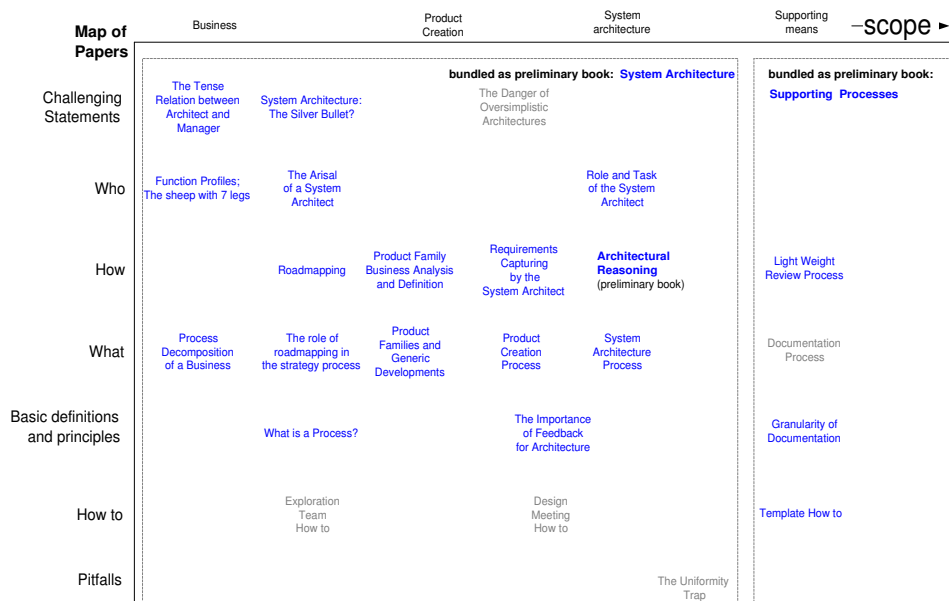 Map of
Papers
Business
Product
Creation
System
architecture
Supporting
means
scope
bundled as preliminary book: System Architecture
bundled as preliminary book:
Supporting Processes
Challenging
Statements
The Tense
Relation between
Architect and
Manager
System Architecture:
The Silver Bullet?
The Danger of
Oversimplistic
Architectures
Who
Function Profiles;
The sheep with 7 legs
The Arisal
of a System
Architect
Role and Task
of the System
Architect
How
Roadmapping
Product Family
Business Analysis
and Definition
Requirements
Capturing
by the
System Architect
Architectural
Reasoning
(preliminary book)
Light Weight
Review Process
What
Process
Decomposition
of a Business
The role of
roadmapping in
the strategy process
Product
Families and
Generic
Developments
Product
Creation
Process
System
Architecture
Process
Documentation
Process
Basic definitions
and principles
What is a Process?
The Importance
of Feedback
for Architecture
Granularity of
Documentation
How to
Exploration
Team
How to
Design
Meeting
How to
Template How to
Pitfalls
The Uniformity
Trap